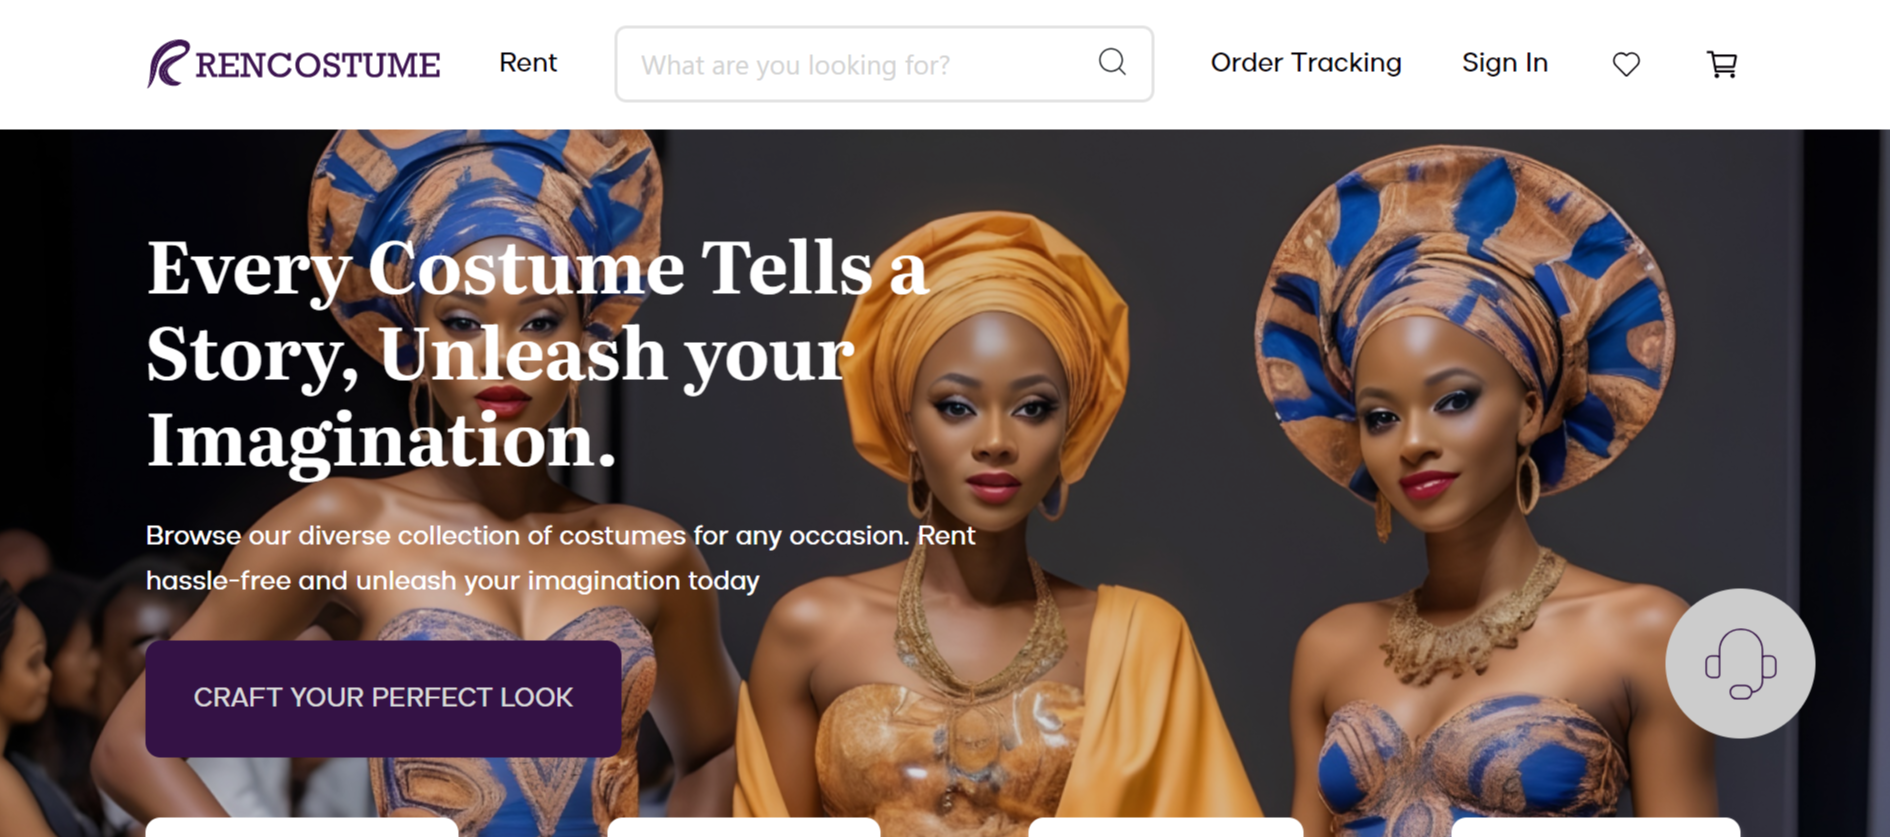 RENCOSTUME
Rent
What are you looking for?
Order Tracking
Sign In
Every Costume Tells a
Story, Unleash your
Imagination.
Browse our diverse collection of costumes for any occasion. Rent
hassle-free and unleash your imagination today
CRAFT YOUR PERFECT LOOK